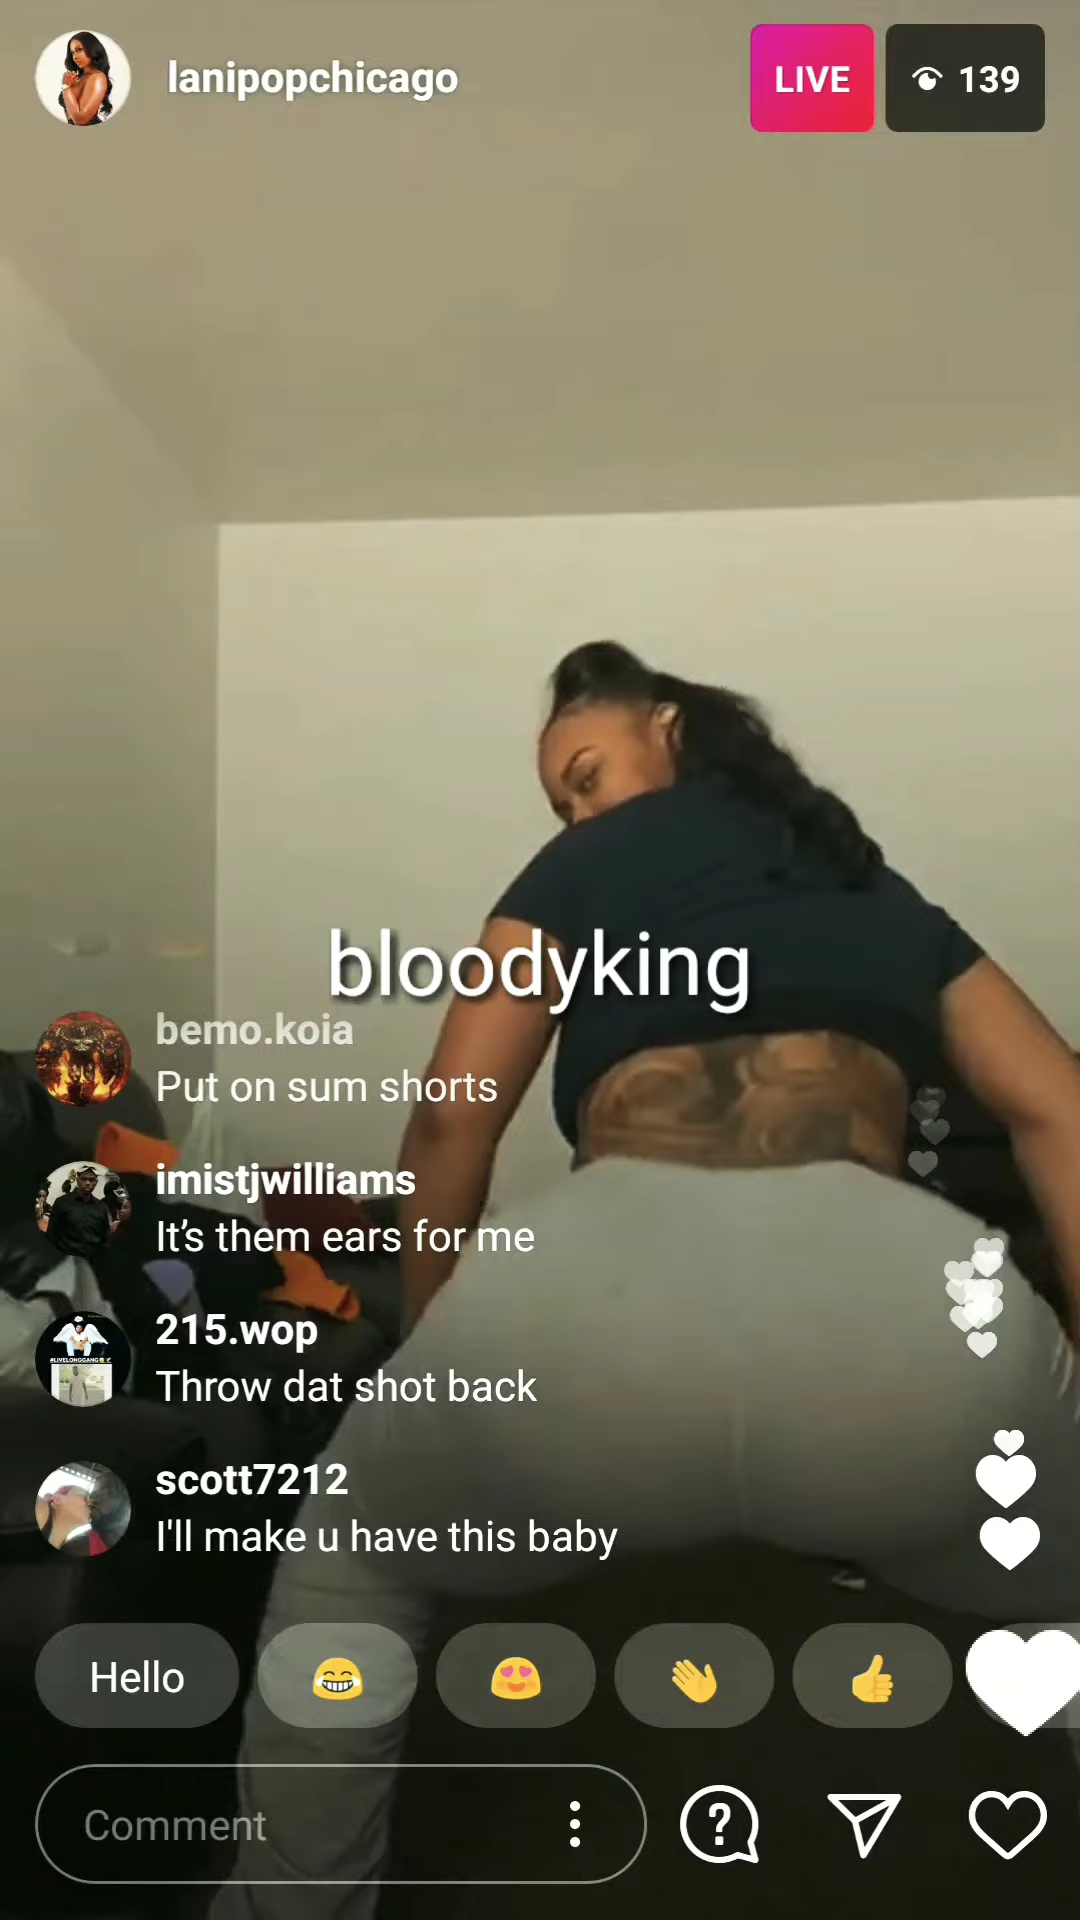 lanipopchicago
LIVE
139
bloodyking
bemo.koia
Put on sum shorts
imistjwilliams
It’s them ears for me
215.wop
Throw dat shot back
#LIVELONGGANG
scott7212
I'll make u have this baby
Hello
Comment
?